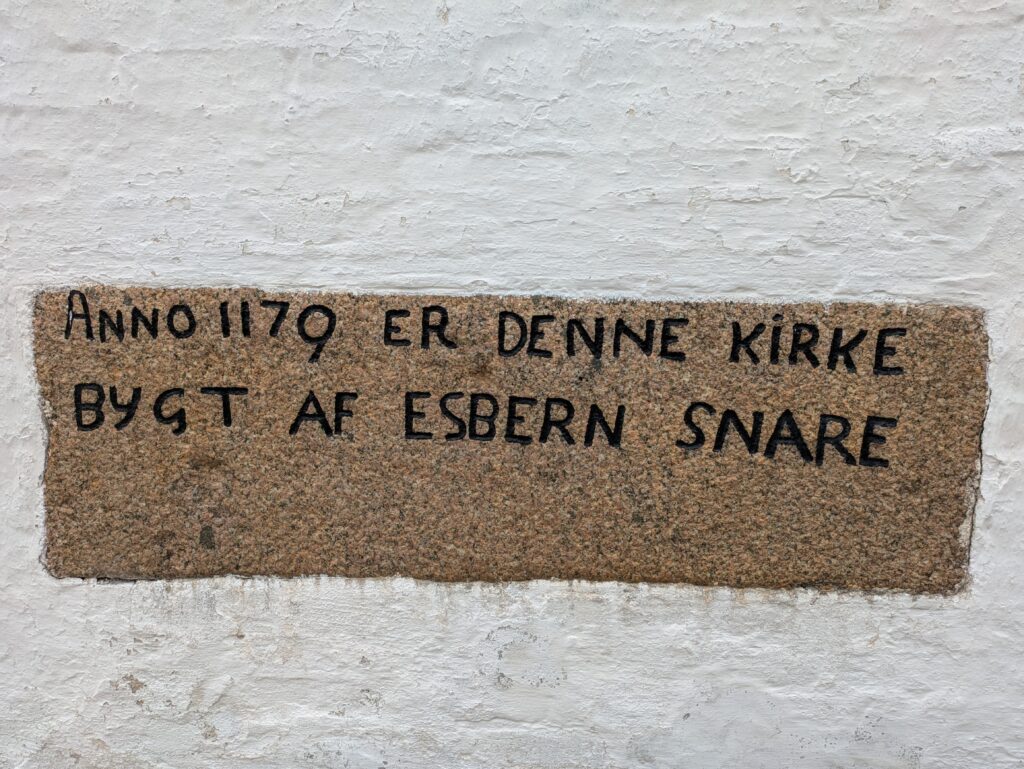 Anno 1179 ER DENNE KiRKE
BYGT AF ESBERN SNARE